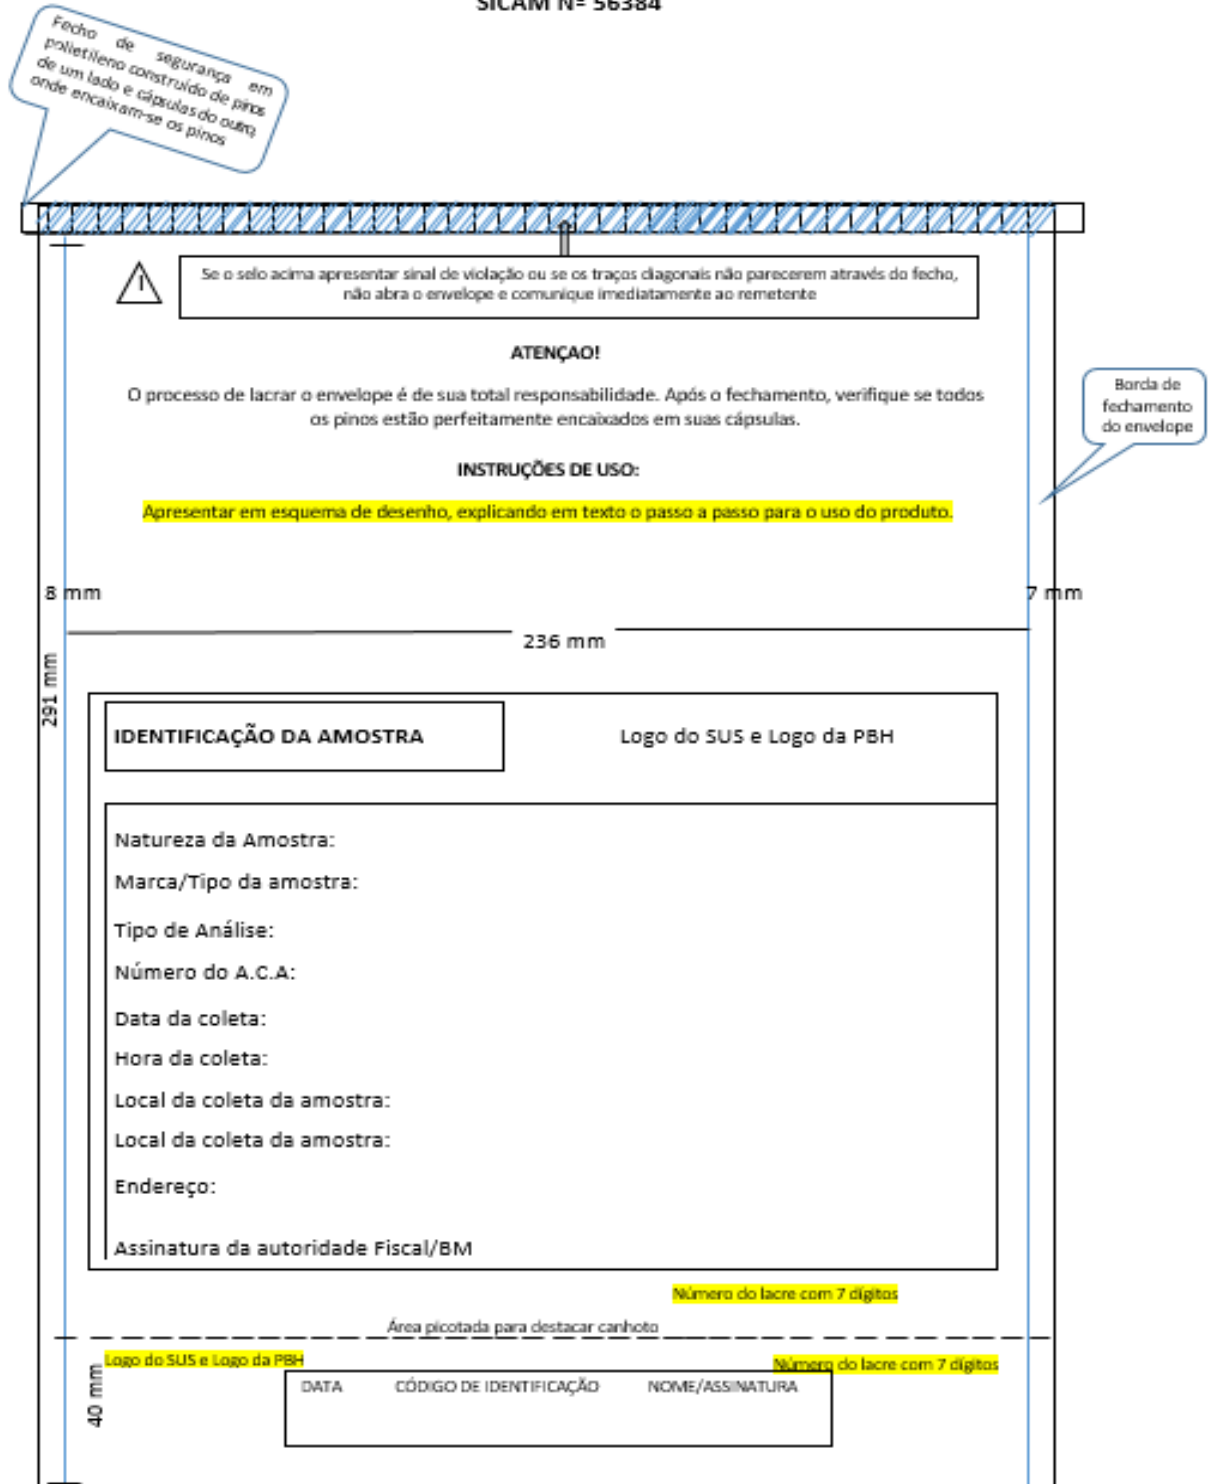 SICAM Nº 56384
Fecho de segurança em
polietileno construído de pinos
de um lado e cápsulas do outro,
onde encaixam-se os pinos
!
Se o selo acima apresentar sinal de violação ou se os traços diagonais não parecerem através do fecho,
não abra o envelope e comunique imediatamente ao remetente
ATENÇAO!
O processo de lacrar o envelope é de sua total responsabilidade. Após o fechamento, verifique se todos
os pinos estão perfeitamente encaixados em suas cápsulas.
Borda de
fechamento
do envelope
INSTRUÇÕES DE USO:
Apresentar em esquema de desenho, explicando em texto o passo a passo para o uso do produto.
8 mm
7 mm
236 mm
291 mm
IDENTIFICAÇÃO DA AMOSTRA
Logo do SUS e Logo da PBH
Natureza da Amostra:
Marca/Tipo da amostra:
Tipo de Análise:
Número do A.C.A:
Data da coleta:
Hora da coleta:
Local da coleta da amostra:
Local da coleta da amostra:
Endereço:
Assinatura da autoridade Fiscal/BM
Número do lacre com 7 dígitos
Área picotada para destacar canhoto
Logo do SUS e Logo da PBH
Número do lacre com 7 dígitos
40 mm
DATA CÓDIGO DE IDENTIFICAÇÃO NOME/ASSINATURA